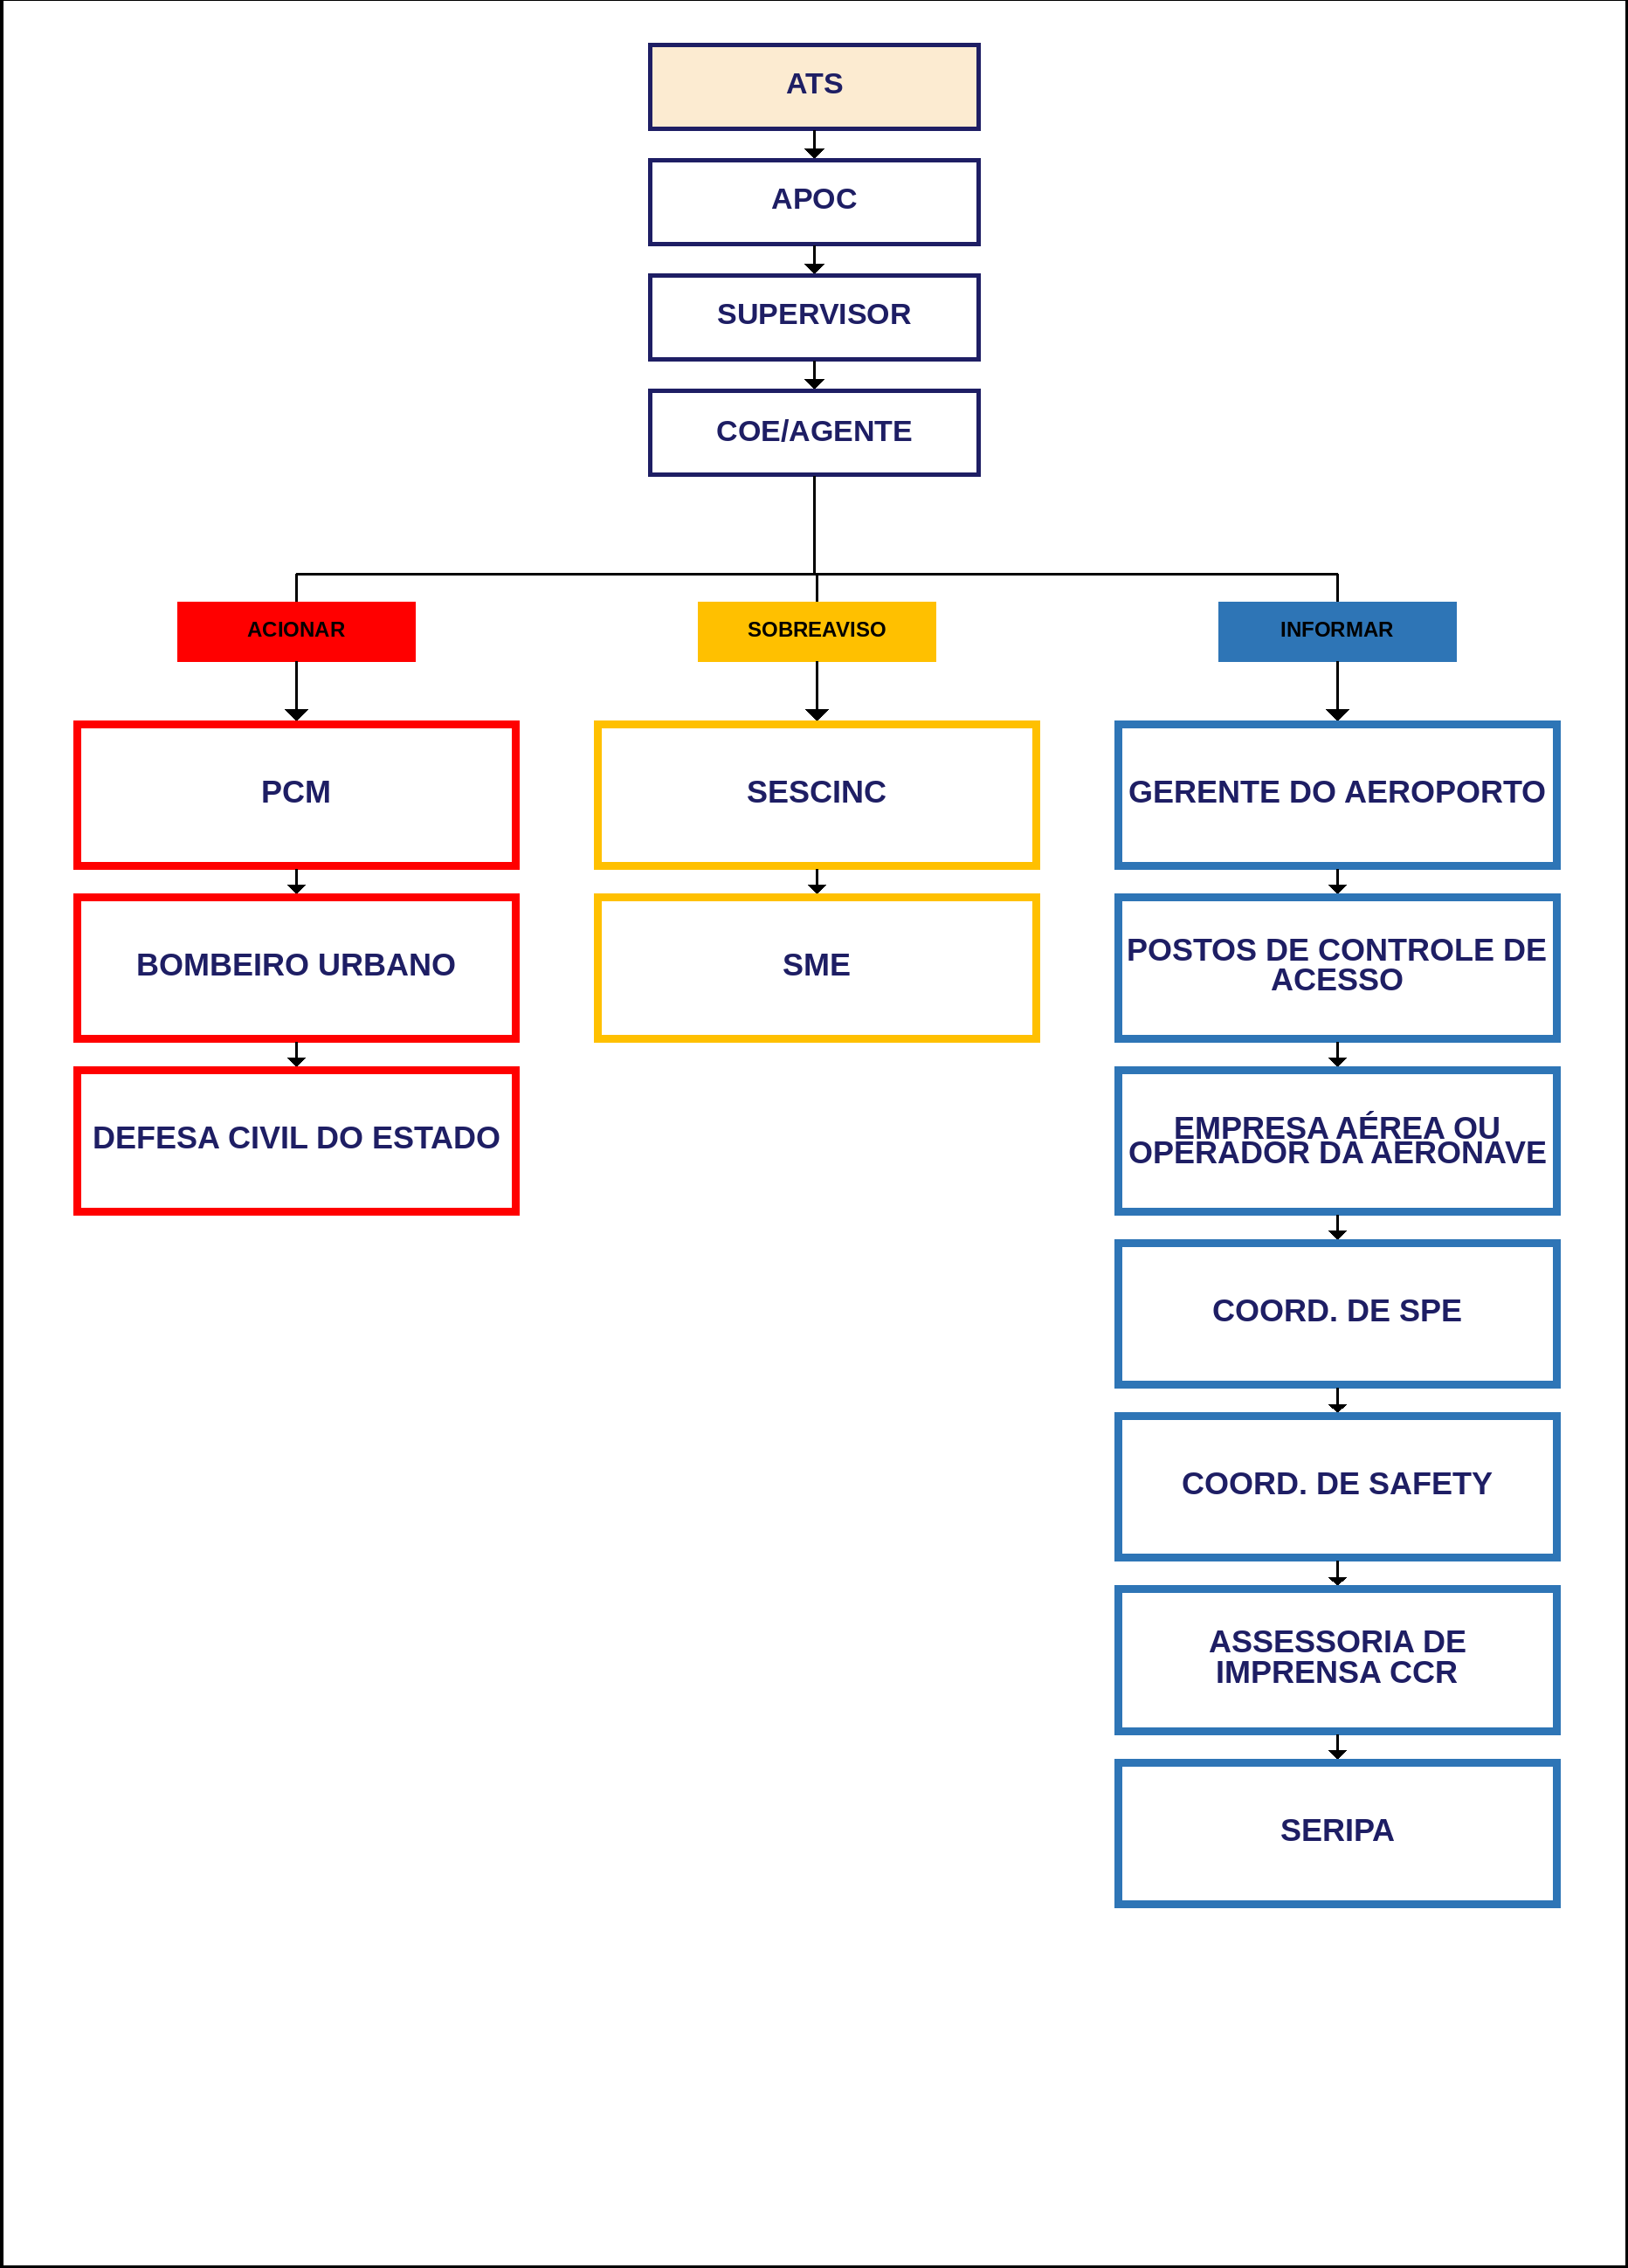 ATS
APOC
SUPERVISOR
COE/AGENTE
ACIONAR
SOBREAVISO
INFORMAR
PCM
SESCINC
GERENTE DO AEROPORTO
BOMBEIRO URBANO
SME
POSTOS DE CONTROLE DE
ACESSO
DEFESA CIVIL DO ESTADO
EMPRESA AÉREA OU
OPERADOR DA AERONAVE
COORD. DE SPE
COORD. DE SAFETY
ASSESSORIA DE
IMPRENSA CCR
SERIPA